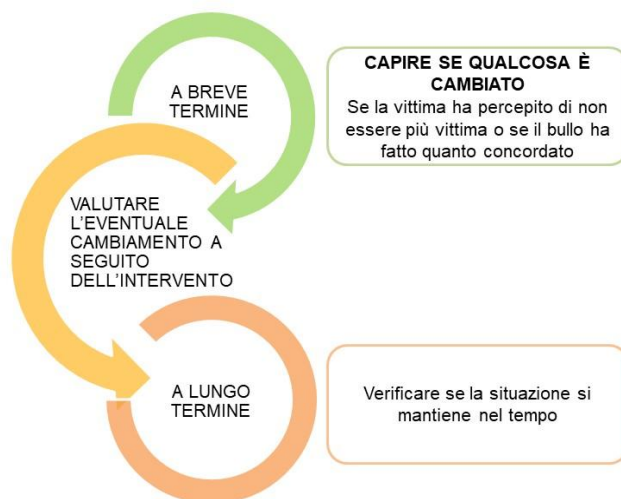 A BREVE
TERMINE
CAPIRE SE QUALCOSA È
CAMBIATO
Se la vittima ha percepito di non
essere più vittima o se il bullo ha
fatto quanto concordato
VALUTARE
L'EVENTUALE
CAMBIAMENTO A
SEGUITO
DELL'INTERVENTO
A LUNGO
TERMINE
Verificare se la situazione si
mantiene nel tempo